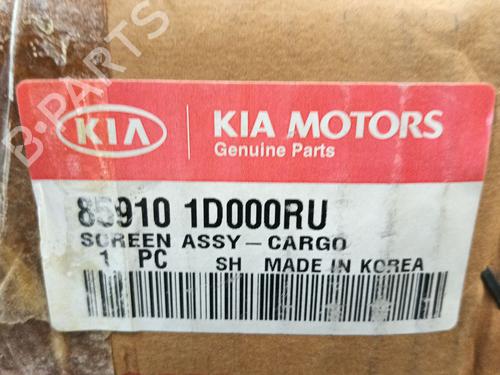 KIA
KIA MOTORS
Genuine Parts
85910 1D000RU
SCREEN ASSY-CARGO
1 PC SH MADE IN KOREA
B-PARTS